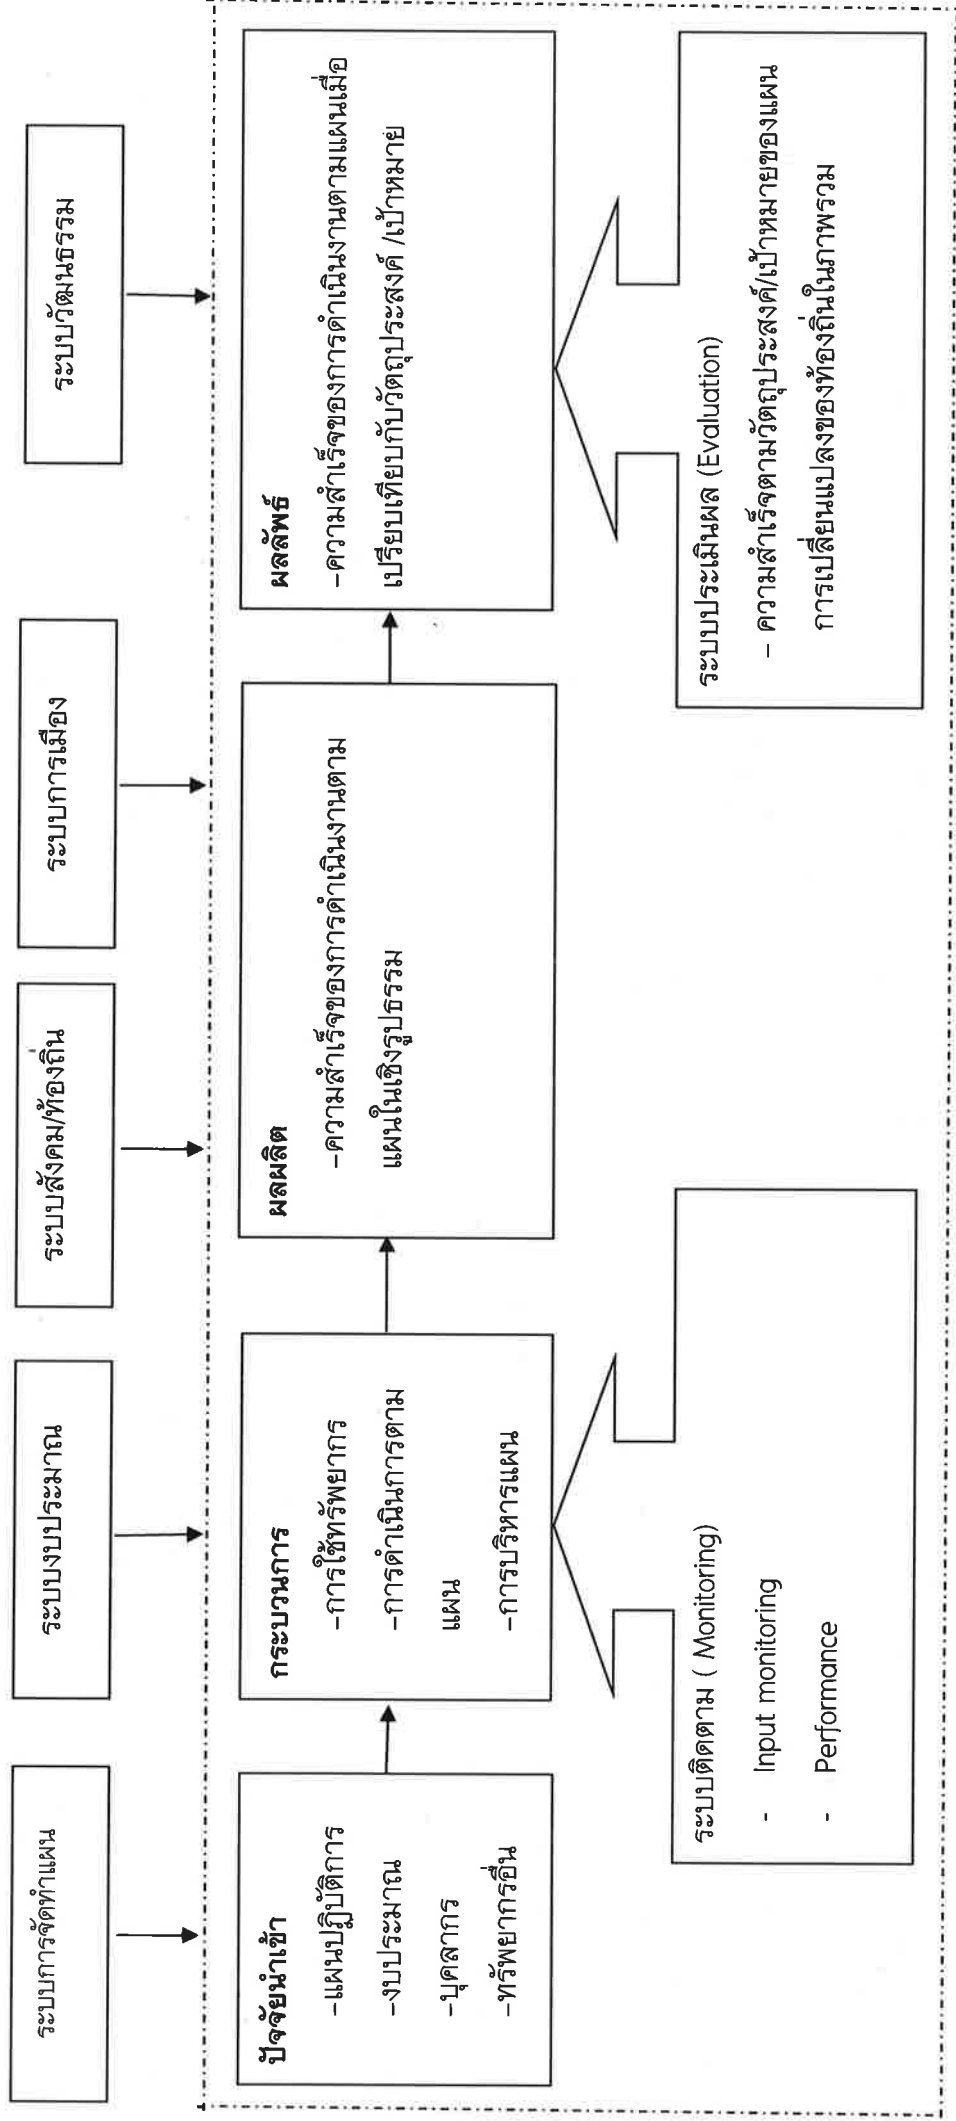 ระบบการจัดทำแผน
ระบบงบประมาณ
ระบบสังคม/ท้องถิ่น
ระบบการเมือง
ระบบวัฒนธรรม
ปัจจัยนำเข้า
-แผนปฏิบัติการ
-งบประมาณ
-บุคลากร
-ทรัพยากรอื่น
กระบวนการ
-การใช้ทรัพยากร
-การดำเนินการตาม
แผน
-การบริหารแผน
ผลผลิต
-ความสำเร็จของการดำเนินงานตาม
แผนในเชิงรูปธรรม
ผลลัพธ์
-ความสำเร็จของการดำเนินงานตามแผนเมื่อ
เปรียบเทียบกับวัตถุประสงค์ /เป้าหมาย
ระบบติดตาม ( Monitoring)
- Input monitoring
- Performance
ระบบประเมินผล (Evaluation)
- ความสำเร็จตามวัตถุประสงค์/เป้าหมายของแผน
การเปลี่ยนแปลงของท้องถิ่นในภาพรวม